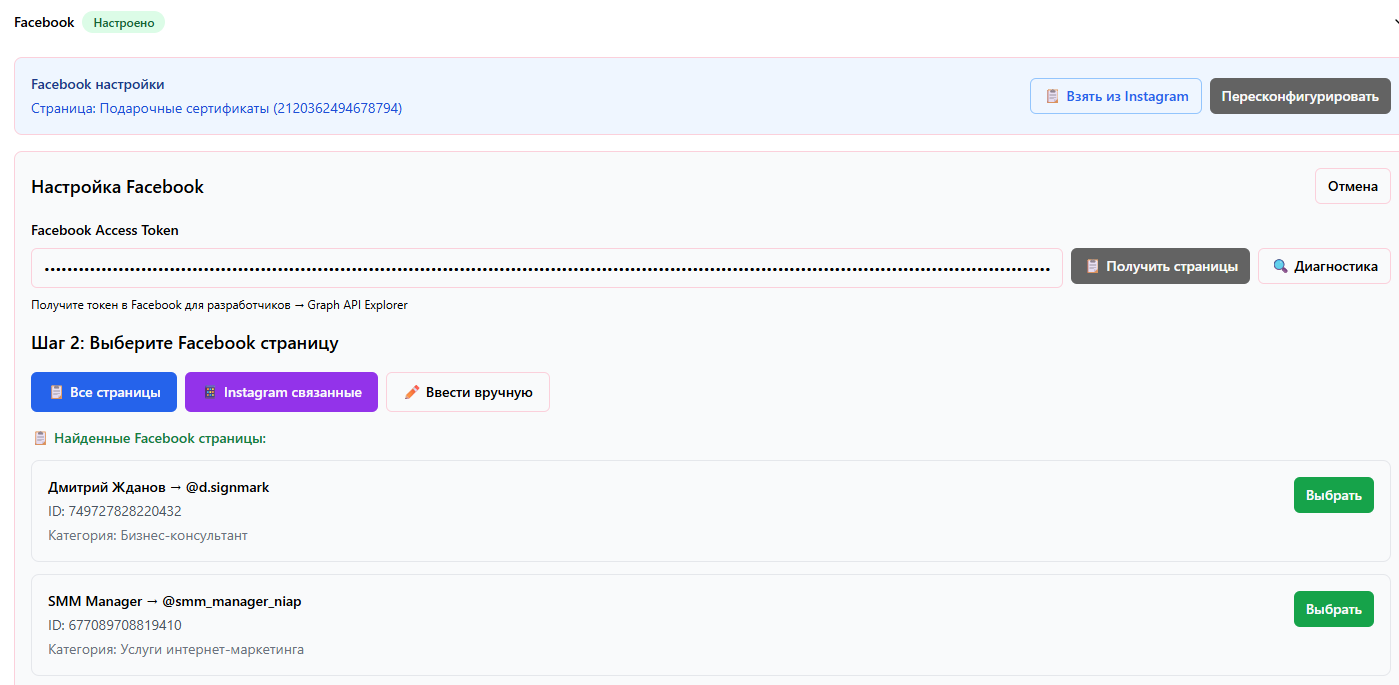 Facebook Настроено
Facebook настройки
Страница: Подарочные сертификаты (2120362494678794)
Взять из Instagram
Пересконфигурировать
Настройка Facebook
Отмена
Facebook Access Token
Получить страницы
Диагностика
Получите токен в Facebook для разработчиков → Graph API Explorer
Шаг 2: Выберите Facebook страницу
Все страницы
Instagram связанные
Ввести вручную
Найденные Facebook страницы:
Дмитрий Жданов → @d.signmark
Выбрать
ID: 749727828220432
Категория: Бизнес-консультант
SMM Manager → @smm_manager_niap
Выбрать
ID: 677089708819410
Категория: Услуги интернет-маркетинга